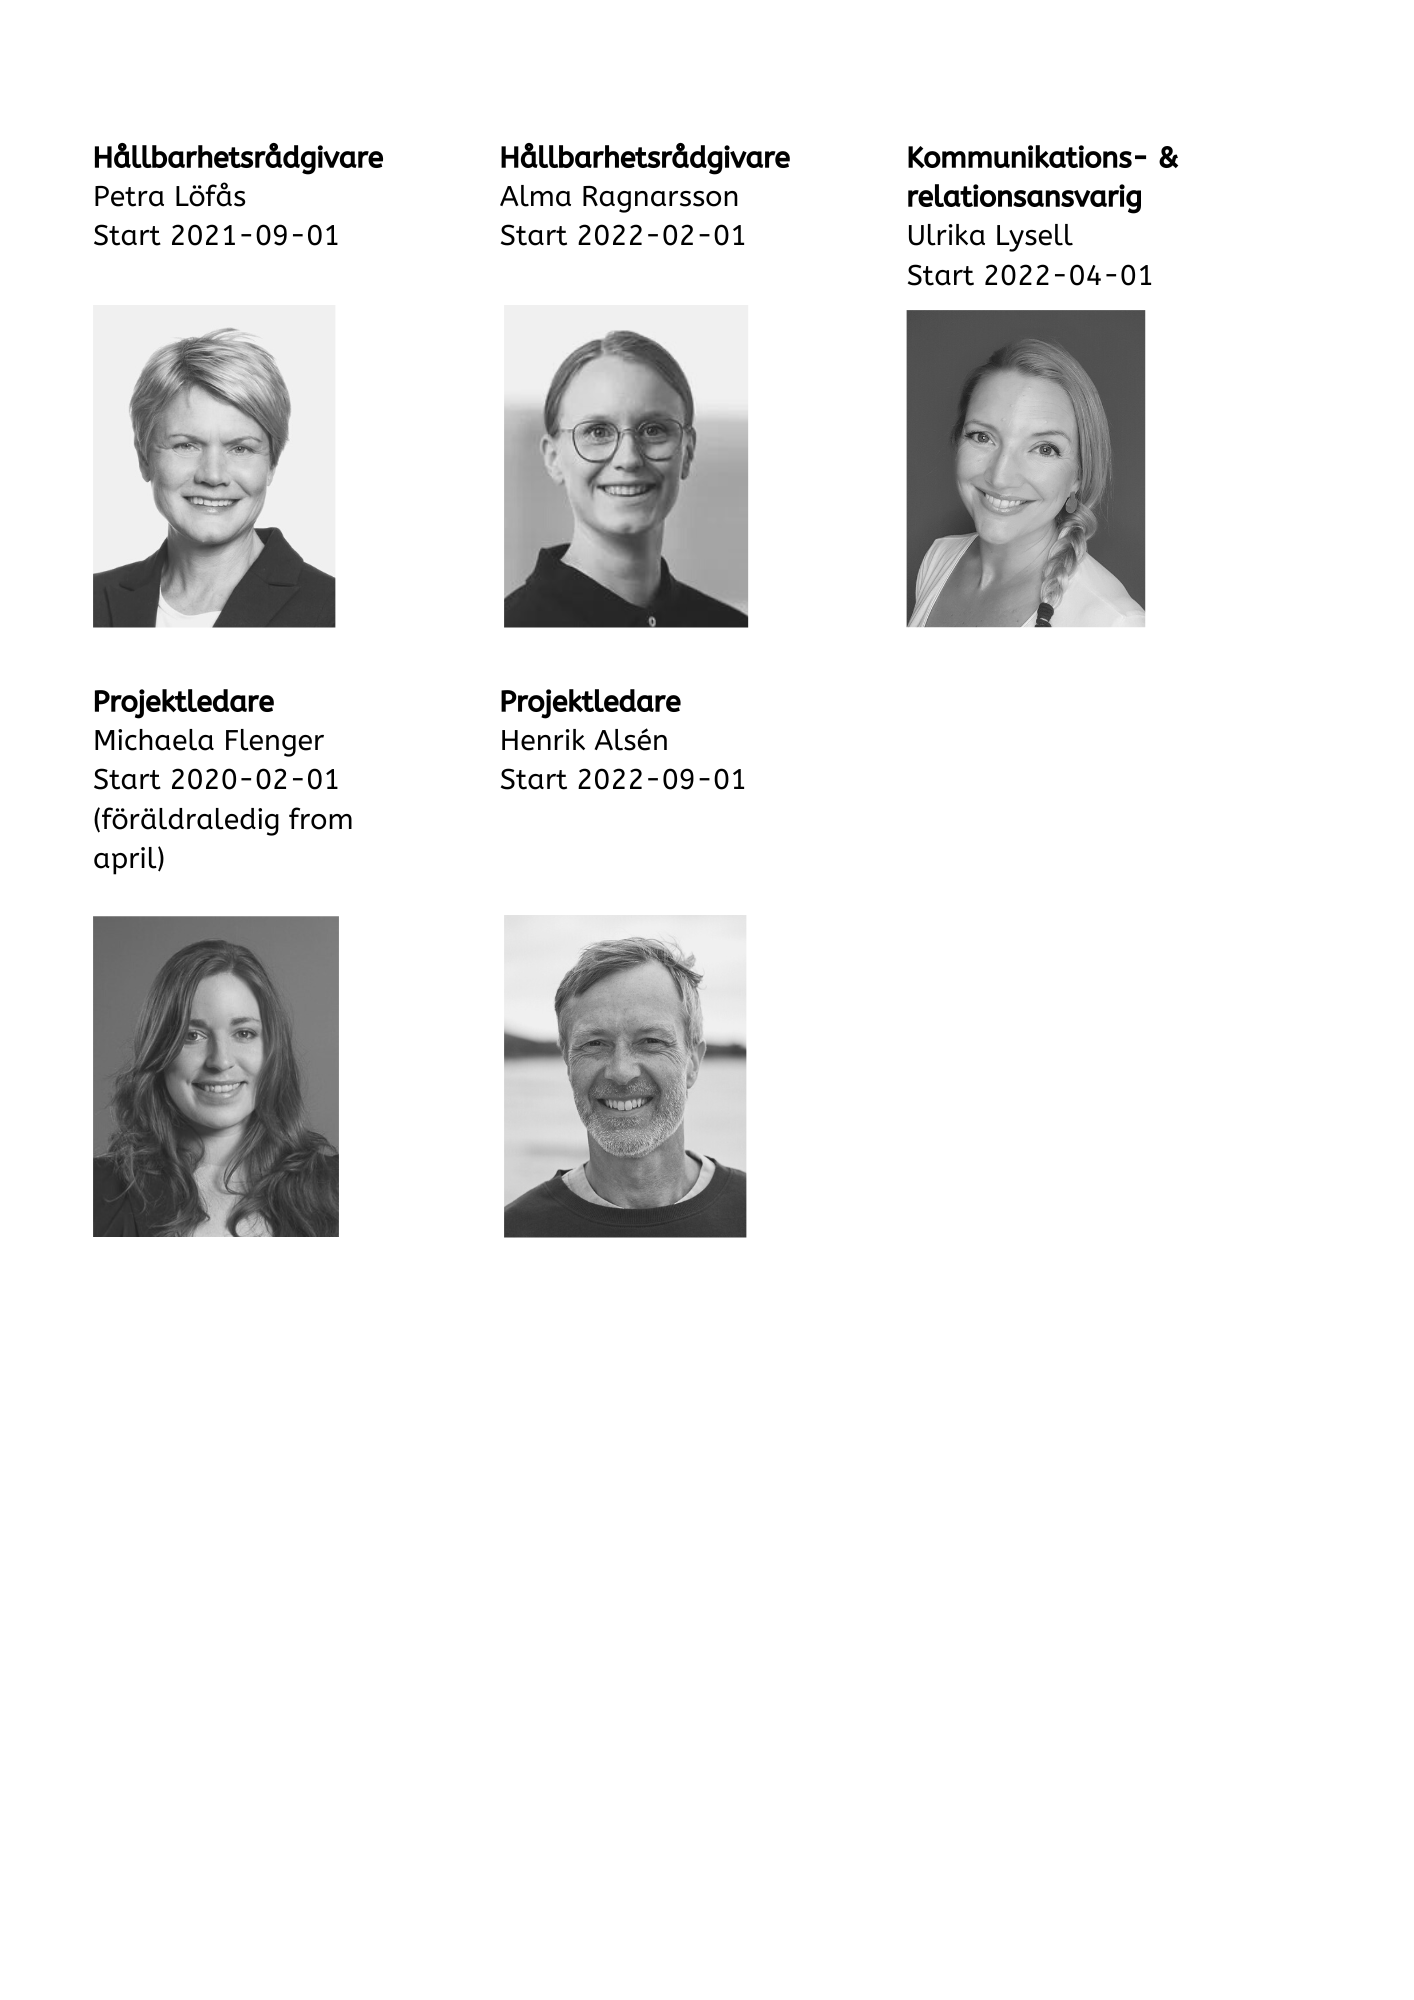 Hållbarhetsrådgivare
Petra Löfås
Start 2021-09-01
Hållbarhetsrådgivare
Alma Ragnarsson
Start 2022-02-01
Kommunikations- &
relationsansvarig
Ulrika Lysell
Start 2022-04-01
Projektledare
Michaela Flenger
Start 2020-02-01
(föräldraledig from
april)
Projektledare
Henrik Alsén
Start 2022-09-01